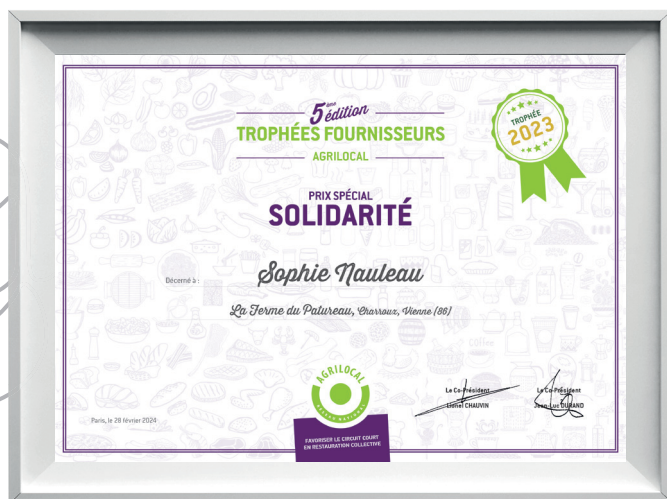 5ème édition
TROPHÉES FOURNISSEURS
AGRILOCAL
TROPHÉE
2023
PRIX SPÉCIAL
SOLIDARITÉ
Décerné à :
Sophie Nauleau
La Ferme du Patureau, Charroux, Vienne (86)
AGRILOCAL
Le Co-Président
Lionel CHAUVIN
Le Co-Président
Jean-Luc DURAND
Paris, le 28 février 2024
FAVORISER LE CIRCUIT COURT
EN RESTAURATION COLLECTIVE